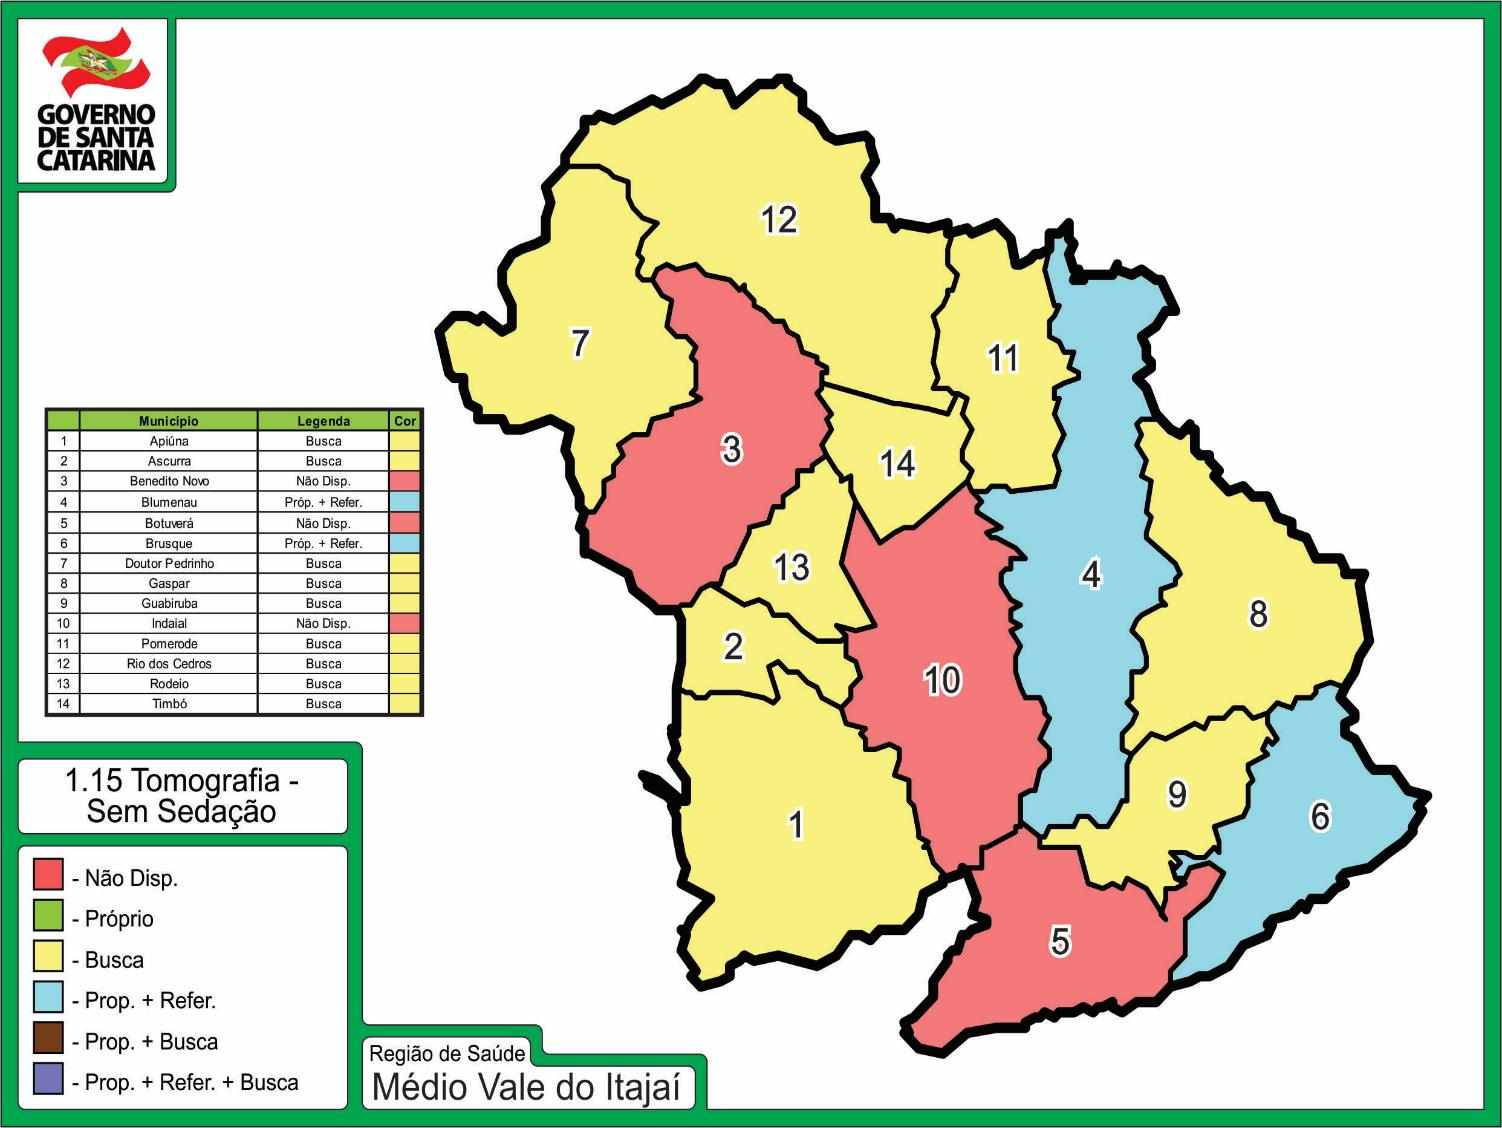 GOVERNO
DE SANTA
CATARINA
12
11
7
3
14
13
4
8
2
10
9
6
1
5
Município Legenda Cor
1 Apiúna Busca
2 Ascurra Busca
3 Benedito Novo Não Disp.
4 Blumenau Próp. + Refer.
5 Botuverá Não Disp.
6 Brusque Próp. + Refer.
7 Doutor Pedrinho Busca
8 Gaspar Busca
9 Guabiruba Busca
10 Indaial Não Disp.
11 Pomerode Busca
12 Rio dos Cedros Busca
13 Rodeio Busca
14 Timbó Busca
1.15 Tomografia -
Sem Sedação
- Não Disp.
- Próprio
- Busca
- Prop. + Refer.
- Prop. + Busca
- Prop. + Refer. + Busca
Região de Saúde
Médio Vale do Itajaí